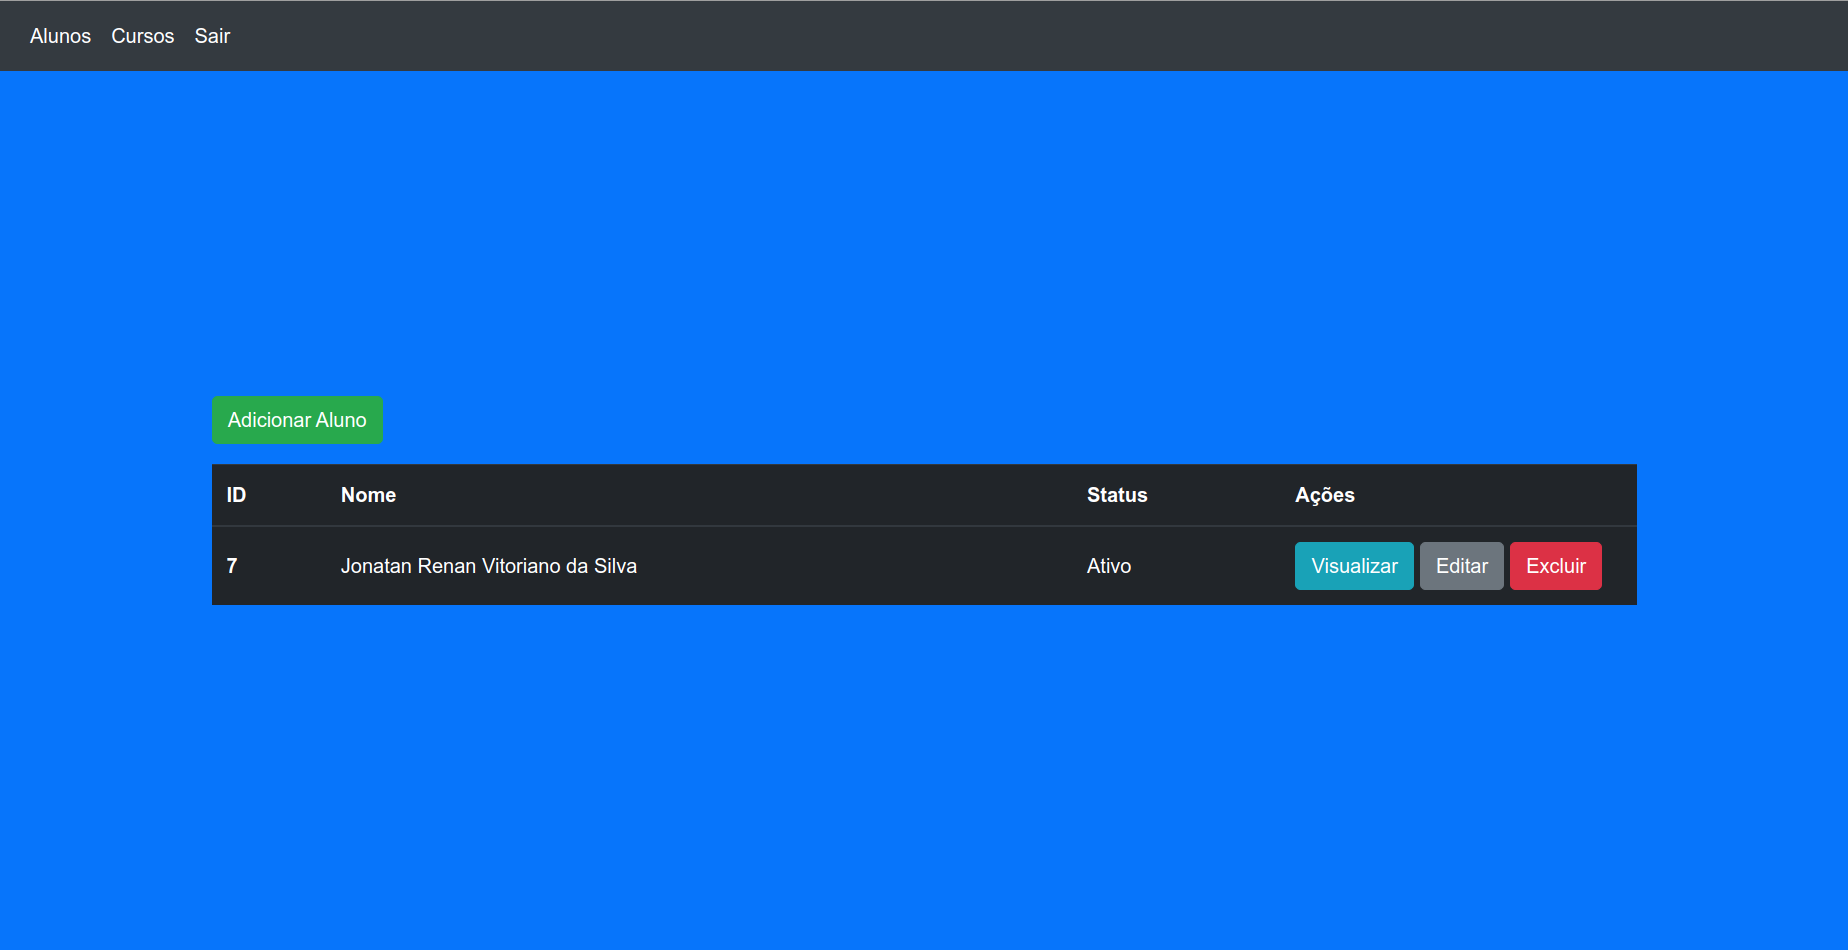 Alunos Cursos Sair
Adicionar Aluno
ID Nome Status Ações
7 Jonatan Renan Vitoriano da Silva Ativo Visualizar Editar Excluir